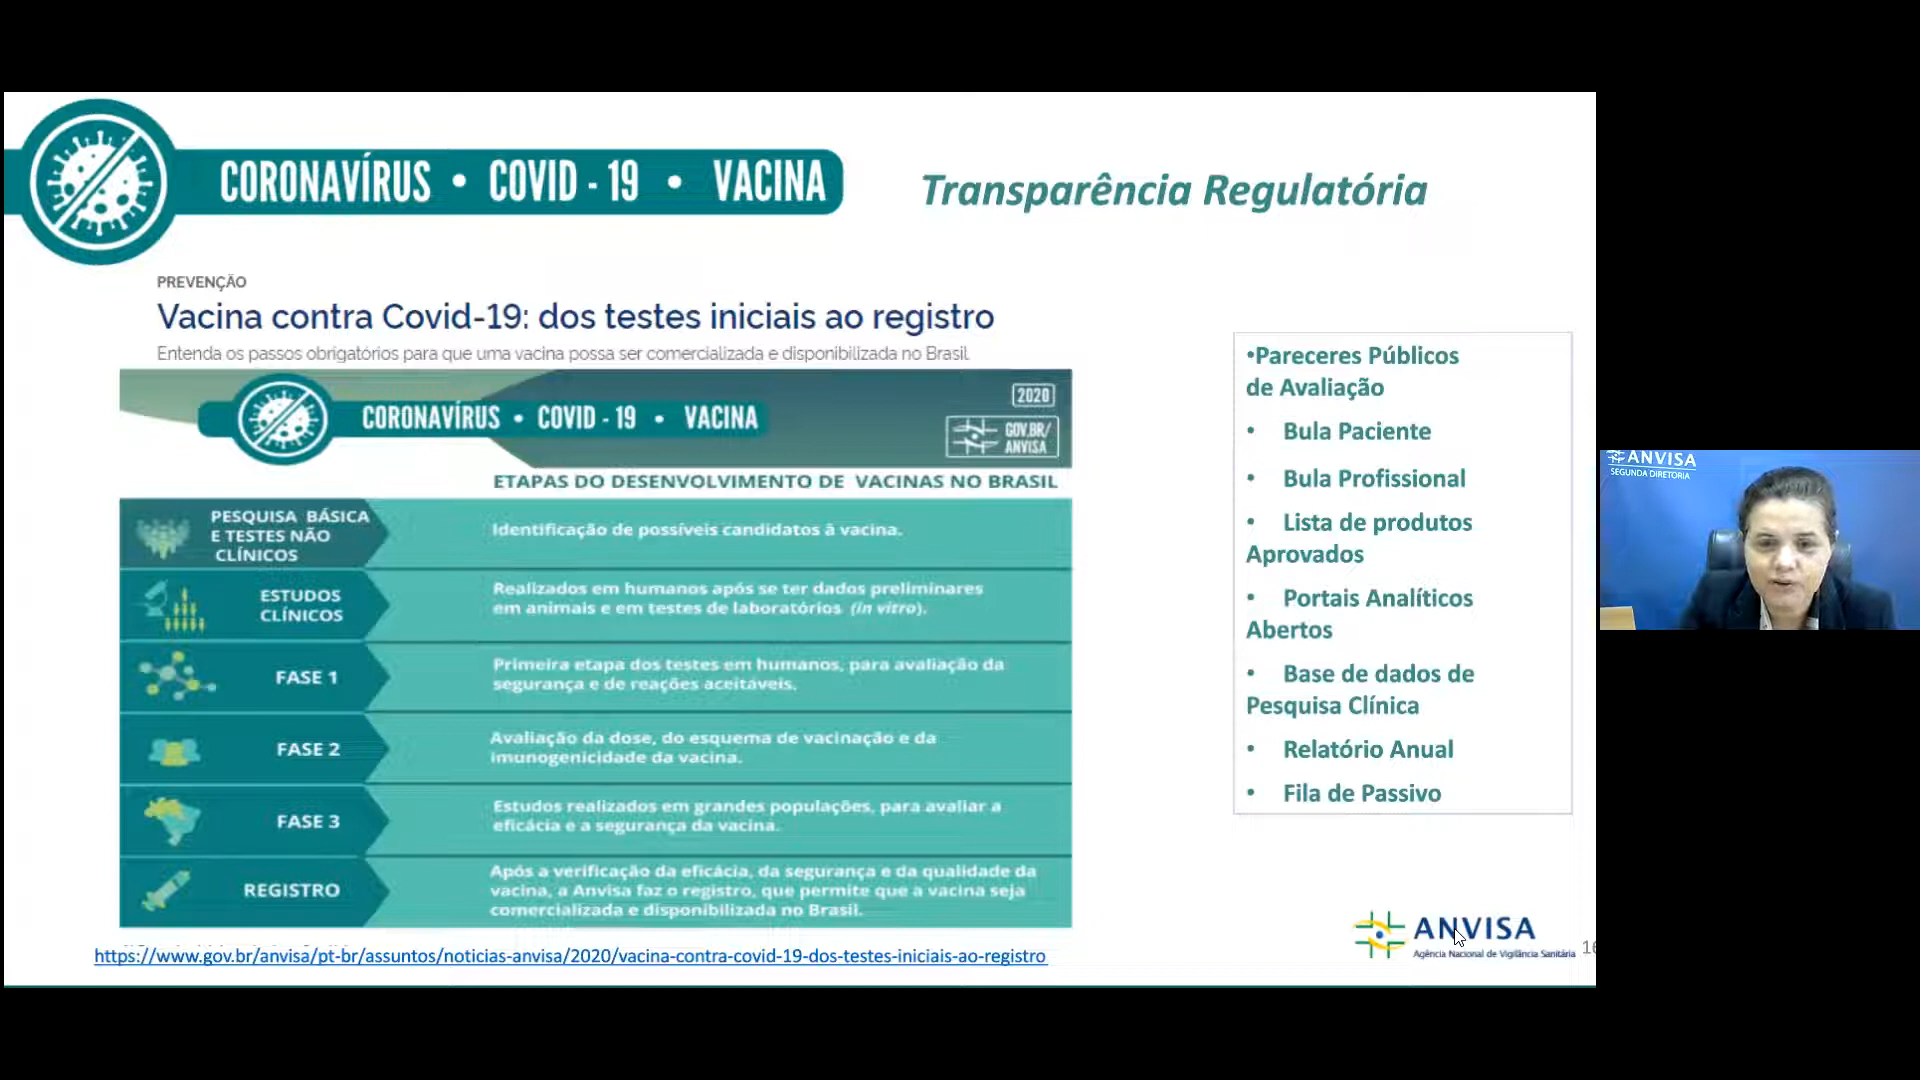 CORONAVÍRUS • COVID - 19 • VACINA
Transparência Regulatória
PREVENÇÃO
Vacina contra Covid-19: dos testes iniciais ao registro
Entenda os passos obrigatórios para que uma vacina possa ser comercializada e disponibilizada no Brasil
2020
CORONAVÍRUS • COVID - 19 • VACINA
GOV.BR/
ANVISA
ETAPAS DO DESENVOLVIMENTO DE VACINAS NO BRASIL
PESQUISA BÁSICA
E TESTES NÃO
CLÍNICOS
Identificação de possíveis candidatos à vacina.
ESTUDOS
CLÍNICOS
Realizados em humanos após se ter dados preliminares
em animais e em testes de laboratórios (in vitro).
FASE 1
Primeira etapa dos testes em humanos, para avaliação da
segurança e de reações aceitáveis.
FASE 2
Avaliação da dose, do esquema de vacinação e da
imunogenicidade da vacina.
FASE 3
Estudos realizados em grandes populações, para avaliar a
eficácia e a segurança da vacina.
REGISTRO
Após a verificação da eficácia, da segurança e da qualidade da
vacina, a Anvisa faz o registro, que permite que a vacina seja
comercializada e disponibilizada no Brasil.
https://www.gov.br/anvisa/pt-br/assuntos/noticias-anvisa/2020/vacina-contra-covid-19-dos-testes-iniciais-ao-registro
•Pareceres Públicos
de Avaliação
• Bula Paciente
• Bula Profissional
• Lista de produtos
Aprovados
• Portais Analíticos
Abertos
• Base de dados de
Pesquisa Clínica
• Relatório Anual
• Fila de Passivo
ANVISA
Agência Nacional de Vigilância Sanitária
ANVISA
SEGUNDA DIRETORIA